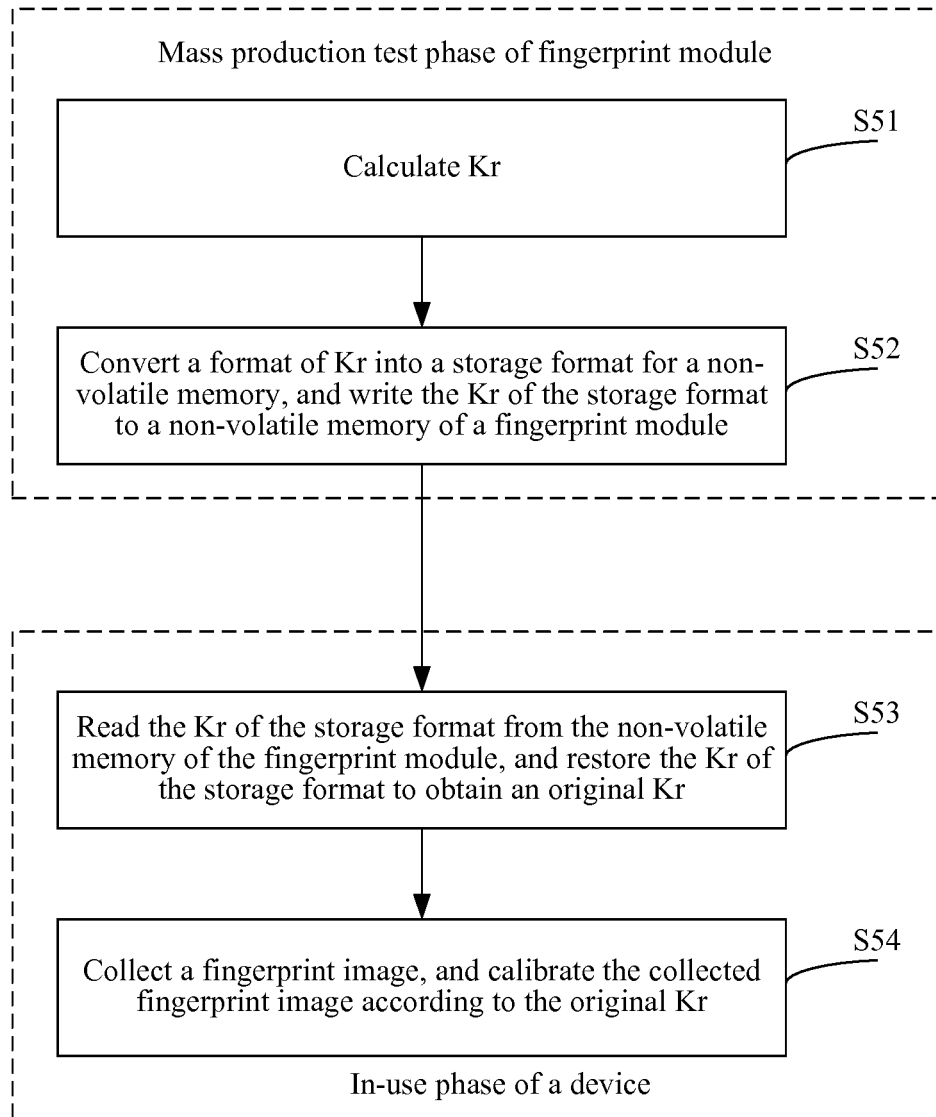 Mass production test phase of fingerprint module
S51
Calculate Kr
S52
Convert a format of Kr into a storage format for a non-
volatile memory, and write the Kr of the storage format
to a non-volatile memory of a fingerprint module
S53
Read the Kr of the storage format from the non-volatile
memory of the fingerprint module, and restore the Kr of
the storage format to obtain an original Kr
S54
Collect a fingerprint image, and calibrate the collected
fingerprint image according to the original Kr
In-use phase of a device